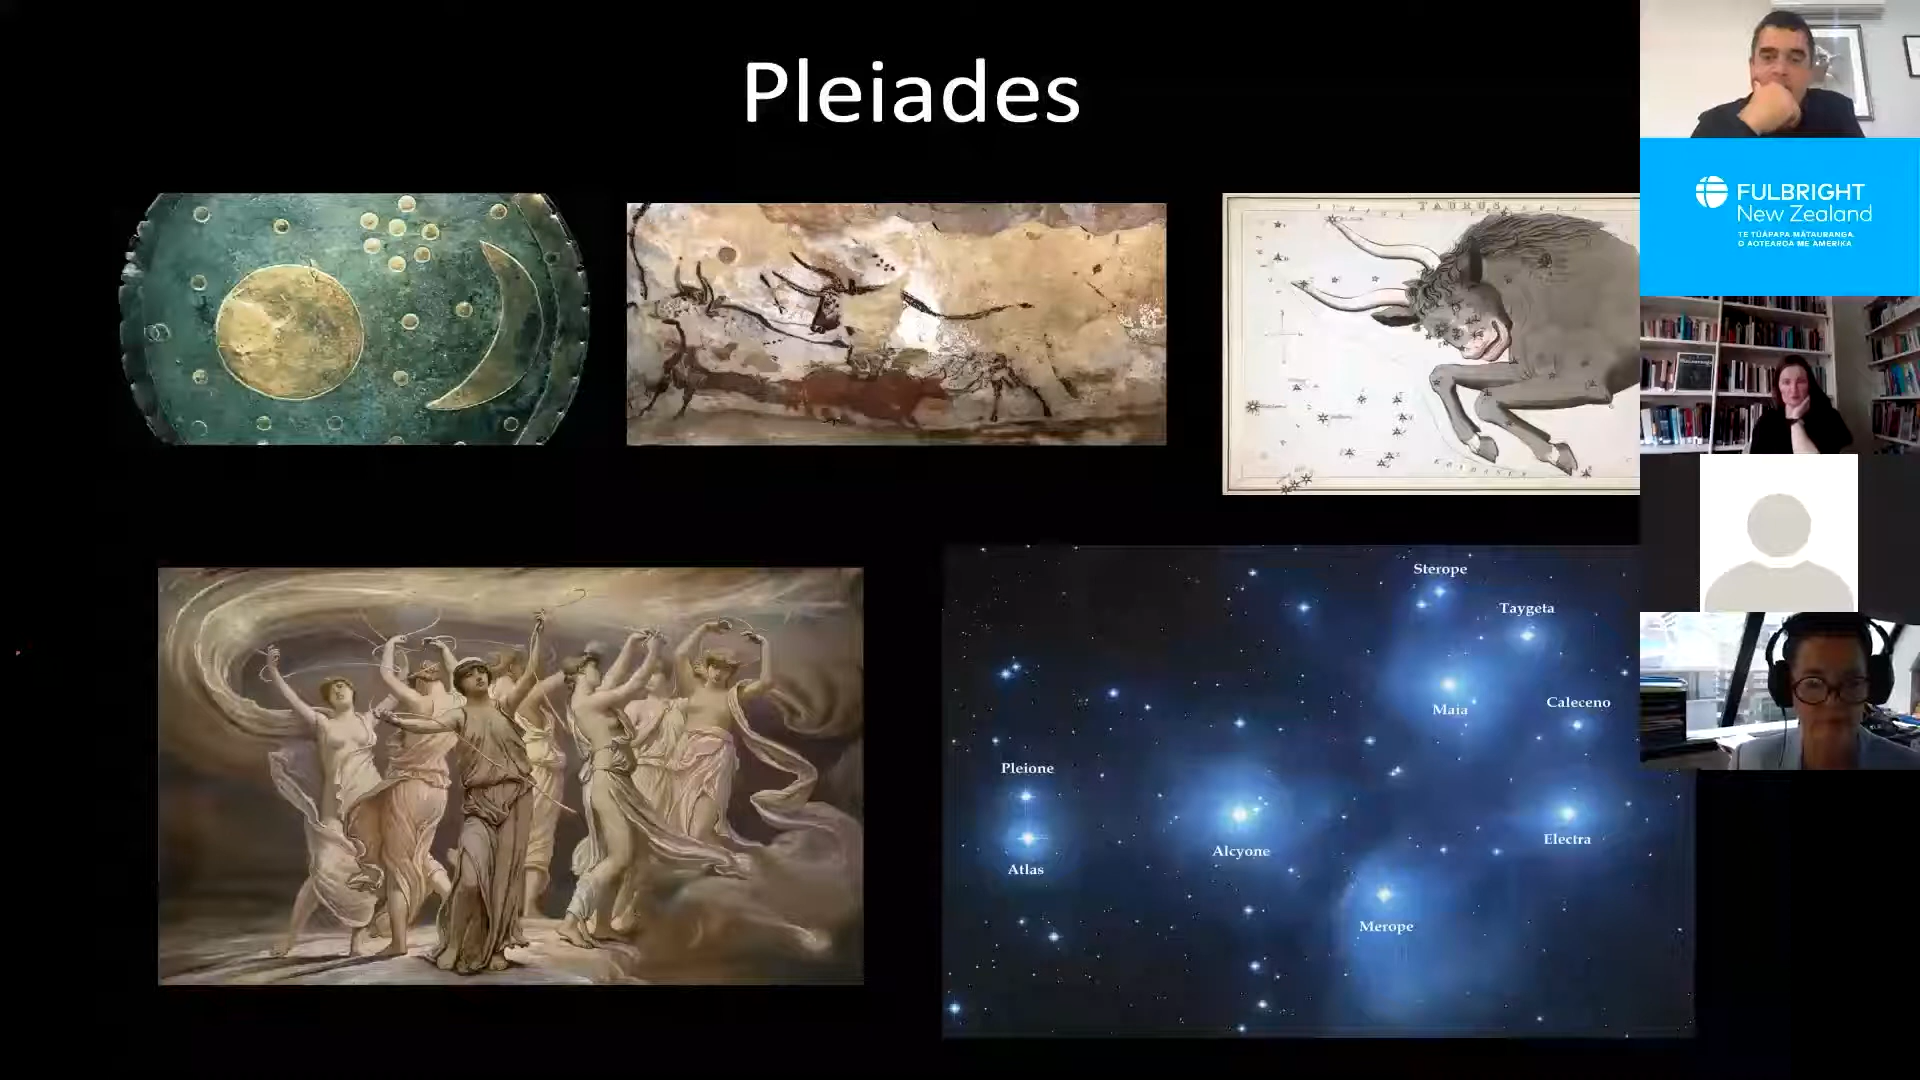 Pleiades
TAURUS
Sterope
Taygeta
Maia
Caleceno
Pleione
Atlas
Alcyone
Electra
Merope
FULBRIGHT
New Zealand
TE TŪĀPAPA MĀTAURANGA
O AOTEAROA ME AMERIKA